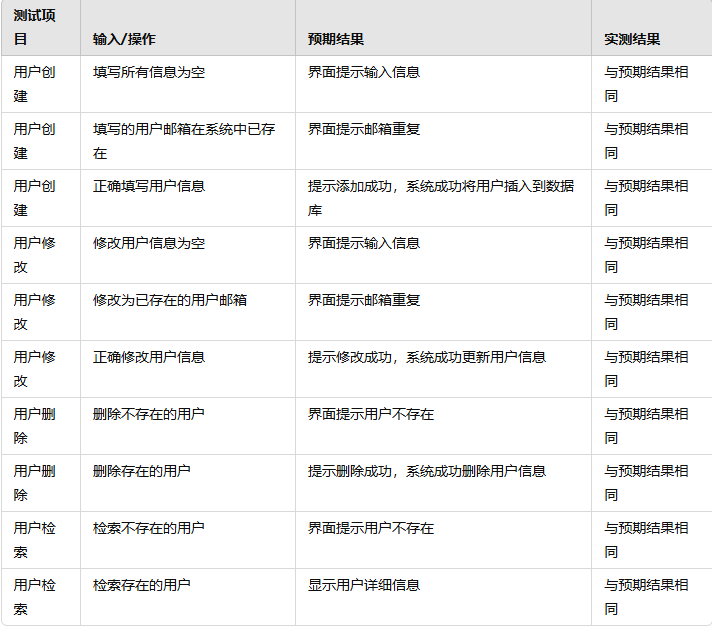 测试项目 输入/操作 预期结果 实测结果
用户创建 填写所有信息为空 界面提示输入信息 与预期结果相同
用户创建 填写的用户邮箱在系统中已存在 界面提示邮箱重复 与预期结果相同
用户创建 正确填写用户信息 提示添加成功，系统成功将用户插入到数据库 与预期结果相同
用户修改 修改用户信息为空 界面提示输入信息 与预期结果相同
用户修改 修改为已存在的用户邮箱 界面提示邮箱重复 与预期结果相同
用户修改 正确修改用户信息 提示修改成功，系统成功更新用户信息 与预期结果相同
用户删除 删除不存在的用户 界面提示用户不存在 与预期结果相同
用户删除 删除存在的用户 提示删除成功，系统成功删除用户信息 与预期结果相同
用户检索 检索不存在的用户 界面提示用户不存在 与预期结果相同
用户检索 检索存在的用户 显示用户详细信息 与预期结果相同